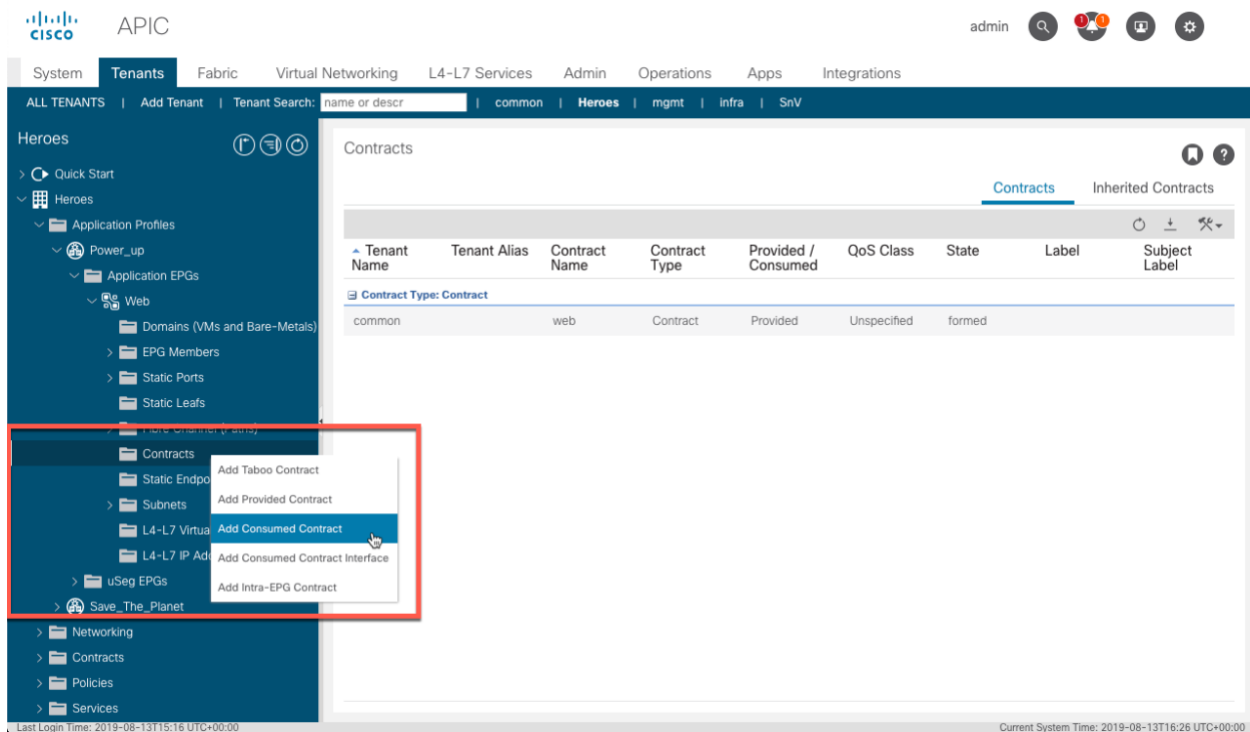 CISCO APIC admin 1 1
System Tenants Fabric Virtual Networking L4-L7 Services Admin Operations Apps Integrations
ALL TENANTS | Add Tenant | Tenant Search: name or descr | common | Heroes | mgmt | infra | SnV
Heroes
Quick Start
Heroes
Application Profiles
Power_up
Application EPGs
Web
Domains (VMs and Bare-Metals)
EPG Members
Static Ports
Static Leafs
Fibre Channel (Paths)
Contracts
Static Endpo
Subnets
L4-L7 Virtua
L4-L7 IP Add
uSeg EPGs
Save_The_Planet
Networking
Contracts
Policies
Services
Add Taboo Contract
Add Provided Contract
Add Consumed Contract
Add Consumed Contract Interface
Add Intra-EPG Contract
Contracts
?
Contracts Inherited Contracts
Tenant Name Tenant Alias Contract Name Contract Type Provided / Consumed QoS Class State Label Subject Label
Contract Type: Contract
common web Contract Provided Unspecified formed
Last Login Time: 2019-08-13T15:16 UTC+00:00 Current System Time: 2019-08-13T16:26 UTC+00:00